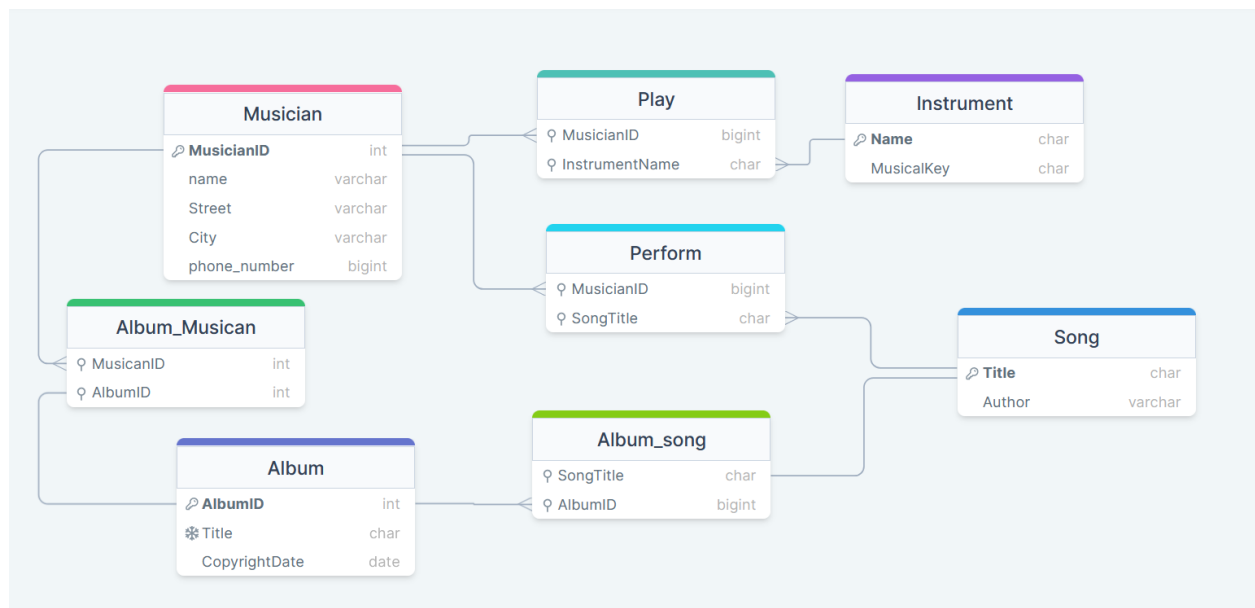 Musician
MusicianID int
name varchar
Street varchar
City varchar
phone_number bigint
Play
MusicianID bigint
InstrumentName char
Instrument
Name char
MusicalKey char
Perform
MusicianID bigint
SongTitle char
Album_Musican
MusicanID int
AlbumID int
Song
Title char
Author varchar
Album
AlbumID int
Title char
CopyrightDate date
Album_song
SongTitle char
AlbumID bigint